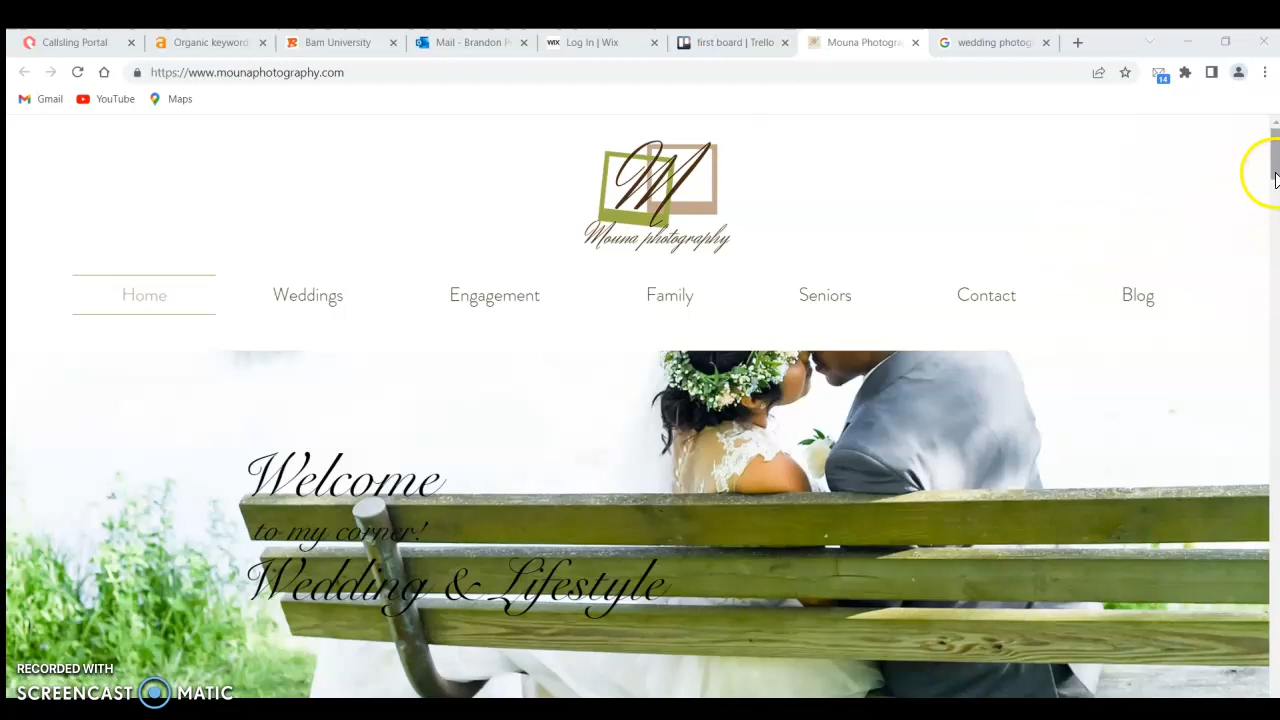 Callsling Portal
Organic keyword
Bam University
Mail - Brandon P
Log In | Wix
first board | Trello
Mouna Photogra
wedding photog
https://www.mounaphotography.com
14
Gmail
YouTube
Maps
M
Mouna photography
Home
Weddings
Engagement
Family
Seniors
Contact
Blog
Welcome
to my corner!
Wedding & Lifestyle
RECORDED WITH
SCREENCAST MATIC